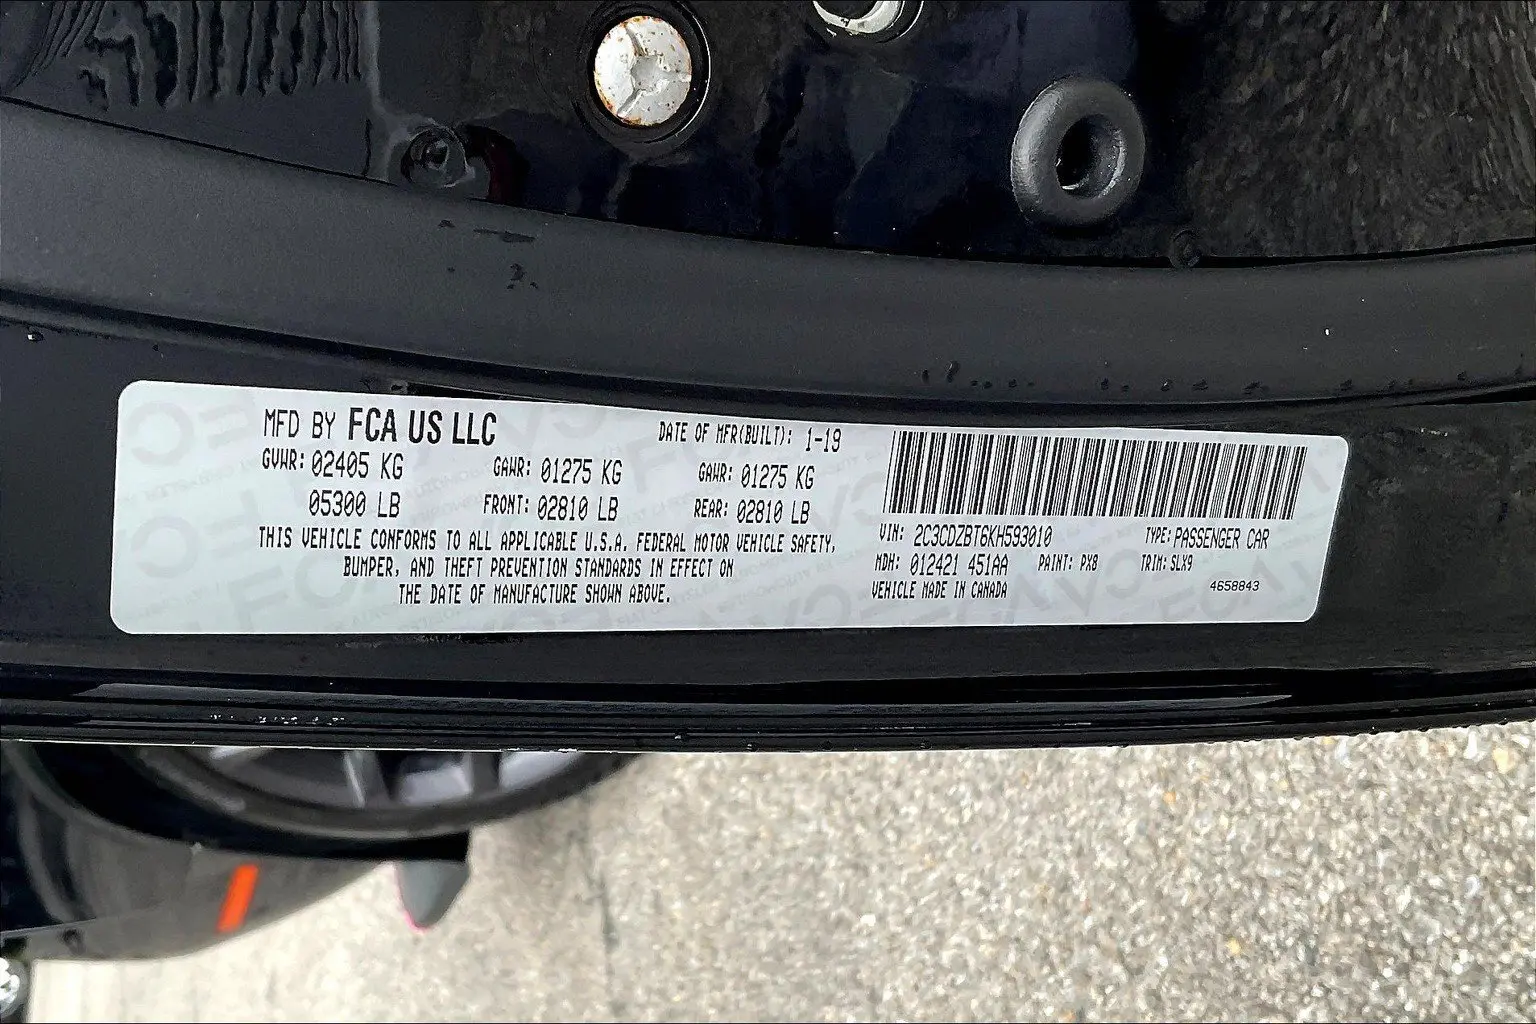 MFD BY FCA US LLC
DATE OF MFR(BUILT): 1-19
GVWR: 02405 KG
GAWR: 01275 KG
GAWR: 01275 KG
05300 LB
FRONT: 02810 LB
REAR: 02810 LB
THIS VEHICLE CONFORMS TO ALL APPLICABLE U.S.A. FEDERAL MOTOR VEHICLE SAFETY,
BUMPER, AND THEFT PREVENTION STANDARDS IN EFFECT ON
THE DATE OF MANUFACTURE SHOWN ABOVE.
VIN: 2C3CDZBT6KH593010
TYPE: PASSENGER CAR
MDH: 012421 451AA
PAINT: PX8
TRIM: SLX9
VEHICLE MADE IN CANADA
4658843